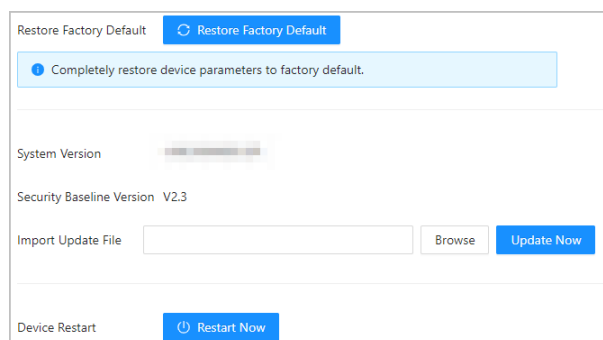 Restore Factory Default Restore Factory Default
Completely restore device parameters to factory default.
System Version
Security Baseline Version V2.3
Import Update File Browse Update Now
Device Restart Restart Now